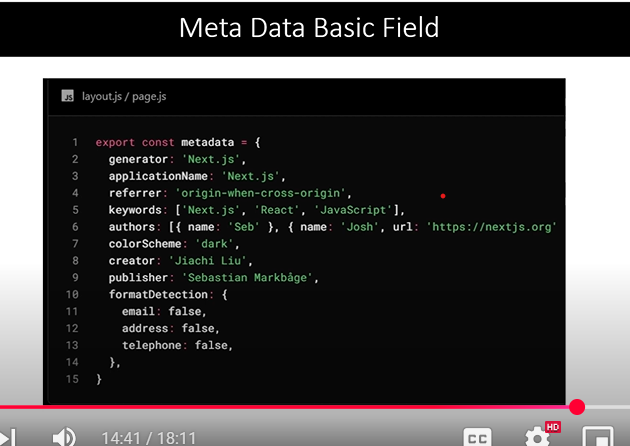 Meta Data Basic Field
JS layout.js / page.js
1 export const metadata = {
2 generator: 'Next.js',
3 applicationName: 'Next.js',
4 referrer: 'origin-when-cross-origin',
5 keywords: ['Next.js', 'React', 'JavaScript'],
6 authors: [{ name: 'Seb' }, { name: 'Josh', url: 'https://nextjs.org'
7 colorScheme: 'dark',
8 creator: 'Jiachi Liu',
9 publisher: 'Sebastian Markbåge',
10 formatDetection: {
11 email: false,
12 address: false,
13 telephone: false,
14 },
15 }
14:41 / 18:11 CC HD